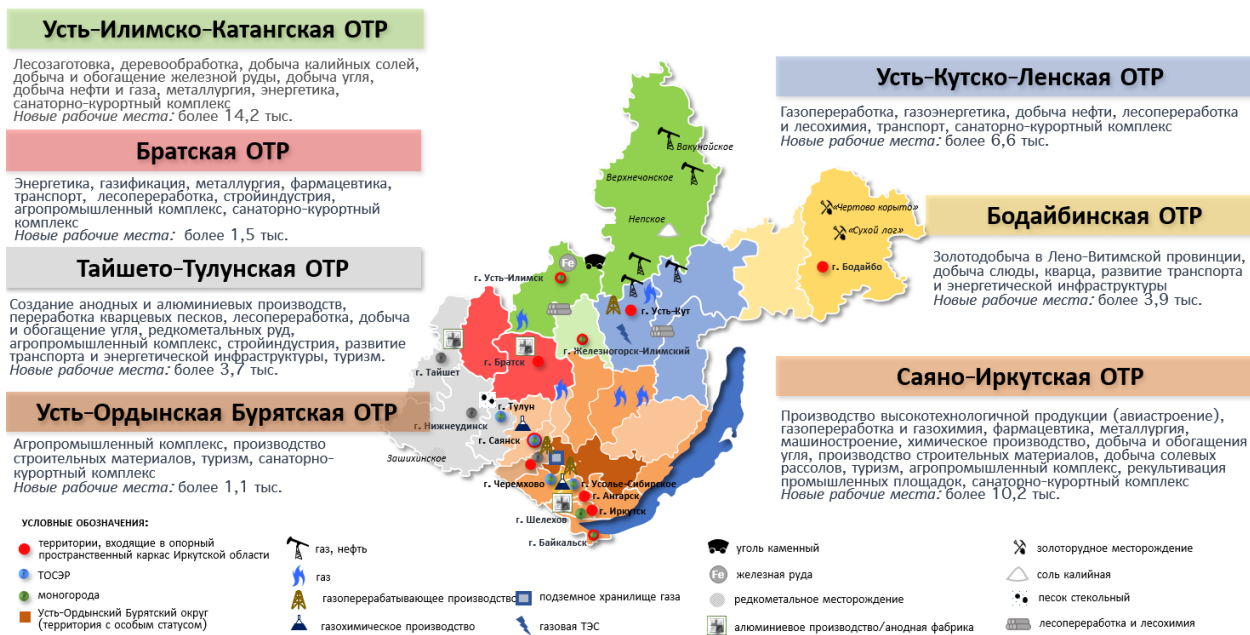 Усть-Илимско-Катангская ОТР
Лесозаготовка, деревообработка, добыча калийных солей,
добыча и обогащение железной руды, добыча угля,
добыча нефти и газа, металлургия, энергетика,
санаторно-курортный комплекс
Новые рабочие места: более 14,2 тыс.
Братская ОТР
Энергетика, газификация, металлургия, фармацевтика,
транспорт, лесопереработка, стройиндустрия,
агропромышленный комплекс, санаторно-курортный
комплекс
Новые рабочие места: более 1,5 тыс.
Тайшето-Тулунская ОТР
Создание анодных и алюминиевых производств,
переработка кварцевых песков, лесопереработка, добыча
и обогащение угля, редкометальных руд,
агропромышленный комплекс, стройиндустрия, развитие
транспорта и энергетической инфраструктуры, туризм.
Новые рабочие места: более 3,7 тыс.
Усть-Ордынская Бурятская ОТР
Агропромышленный комплекс, производство
строительных материалов, туризм, санаторно-
курортный комплекс
Новые рабочие места: более 1,1 тыс.
Усть-Кутско-Ленская ОТР
Газопереработка, газоэнергетика, добыча нефти, лесопереработка
и лесохимия, транспорт, санаторно-курортный комплекс
Новые рабочие места: более 6,6 тыс.
Бодайбинская ОТР
Золотодобыча в Лено-Витимской провинции,
добыча слюды, кварца, развитие транспорта
и энергетической инфраструктуры
Новые рабочие места: более 3,9 тыс.
Саяно-Иркутская ОТР
Производство высокотехнологичной продукции (авиастроение),
газопереработка и газохимия, фармацевтика, металлургия,
машиностроение, химическое производство, добыча и обогащения
угля, производство строительных материалов, добыча солевых
рассолов, туризм, агропромышленный комплекс, рекультивация
промышленных площадок, санаторно-курортный комплекс
Новые рабочие места: более 10,2 тыс.
Вакунайское
Верхнечонское
Непское
«Чертово корыто»
«Сухой лог»
г. Бодайбо
Fe
г. Усть-Илимск
г. Усть-Кут
г. Железногорск-Илимский
г. Братск
г. Тайшет
г. Тулун
г. Нижнеудинск
г. Саянск
Зашихинское
г. Черемхово
г. Усолье-Сибирское
г. Ангарск
г. Иркутск
г. Шелехов
г. Байкальск
УСЛОВНЫЕ ОБОЗНАЧЕНИЯ:
территории, входящие в опорный
пространственный каркас Иркутской области
ТОСЭР
моногорода
Усть-Ордынский Бурятский округ
(территория с особым статусом)
газ, нефть
газ
газоперерабатывающее производство
газохимическое производство
подземное хранилище газа
газовая ТЭС
уголь каменный
Fe железная руда
редкометальное месторождение
алюминиевое производство/анодная фабрика
золоторудное месторождение
соль калийная
песок стекольный
лесопереработка и лесохимия